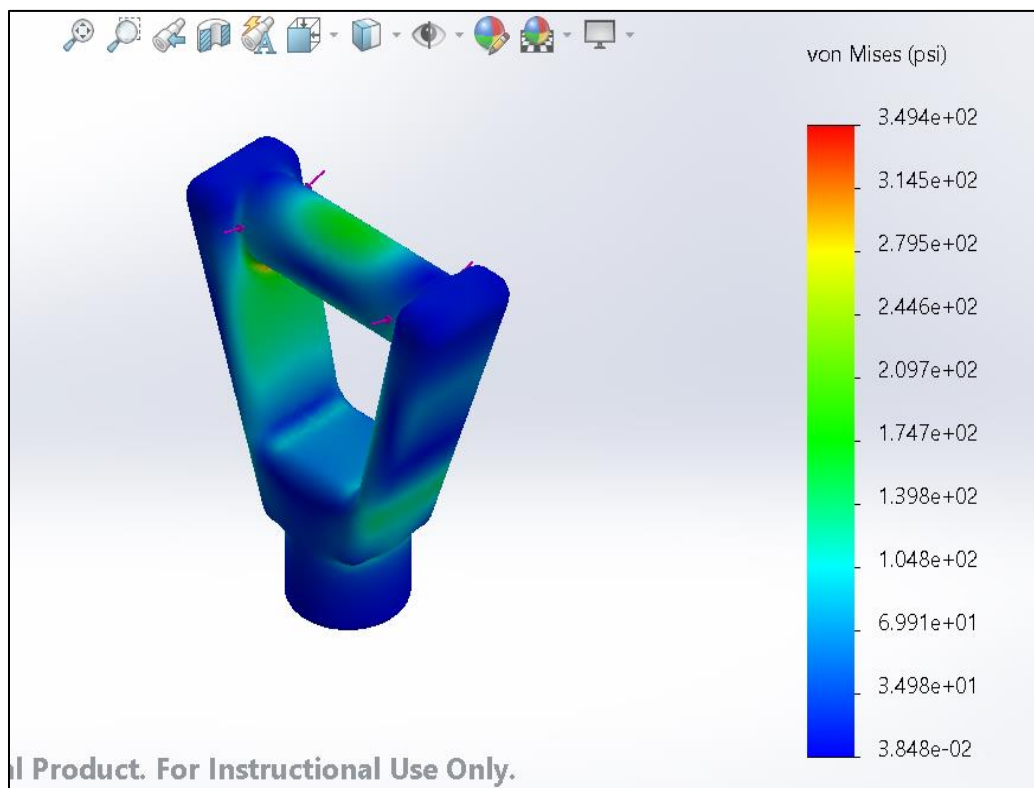 von Mises (psi)
3.494e+02
3.145e+02
2.795e+02
2.446e+02
2.097e+02
1.747e+02
1.398e+02
1.048e+02
6.991e+01
3.498e+01
3.848e-02
l Product. For Instructional Use Only.